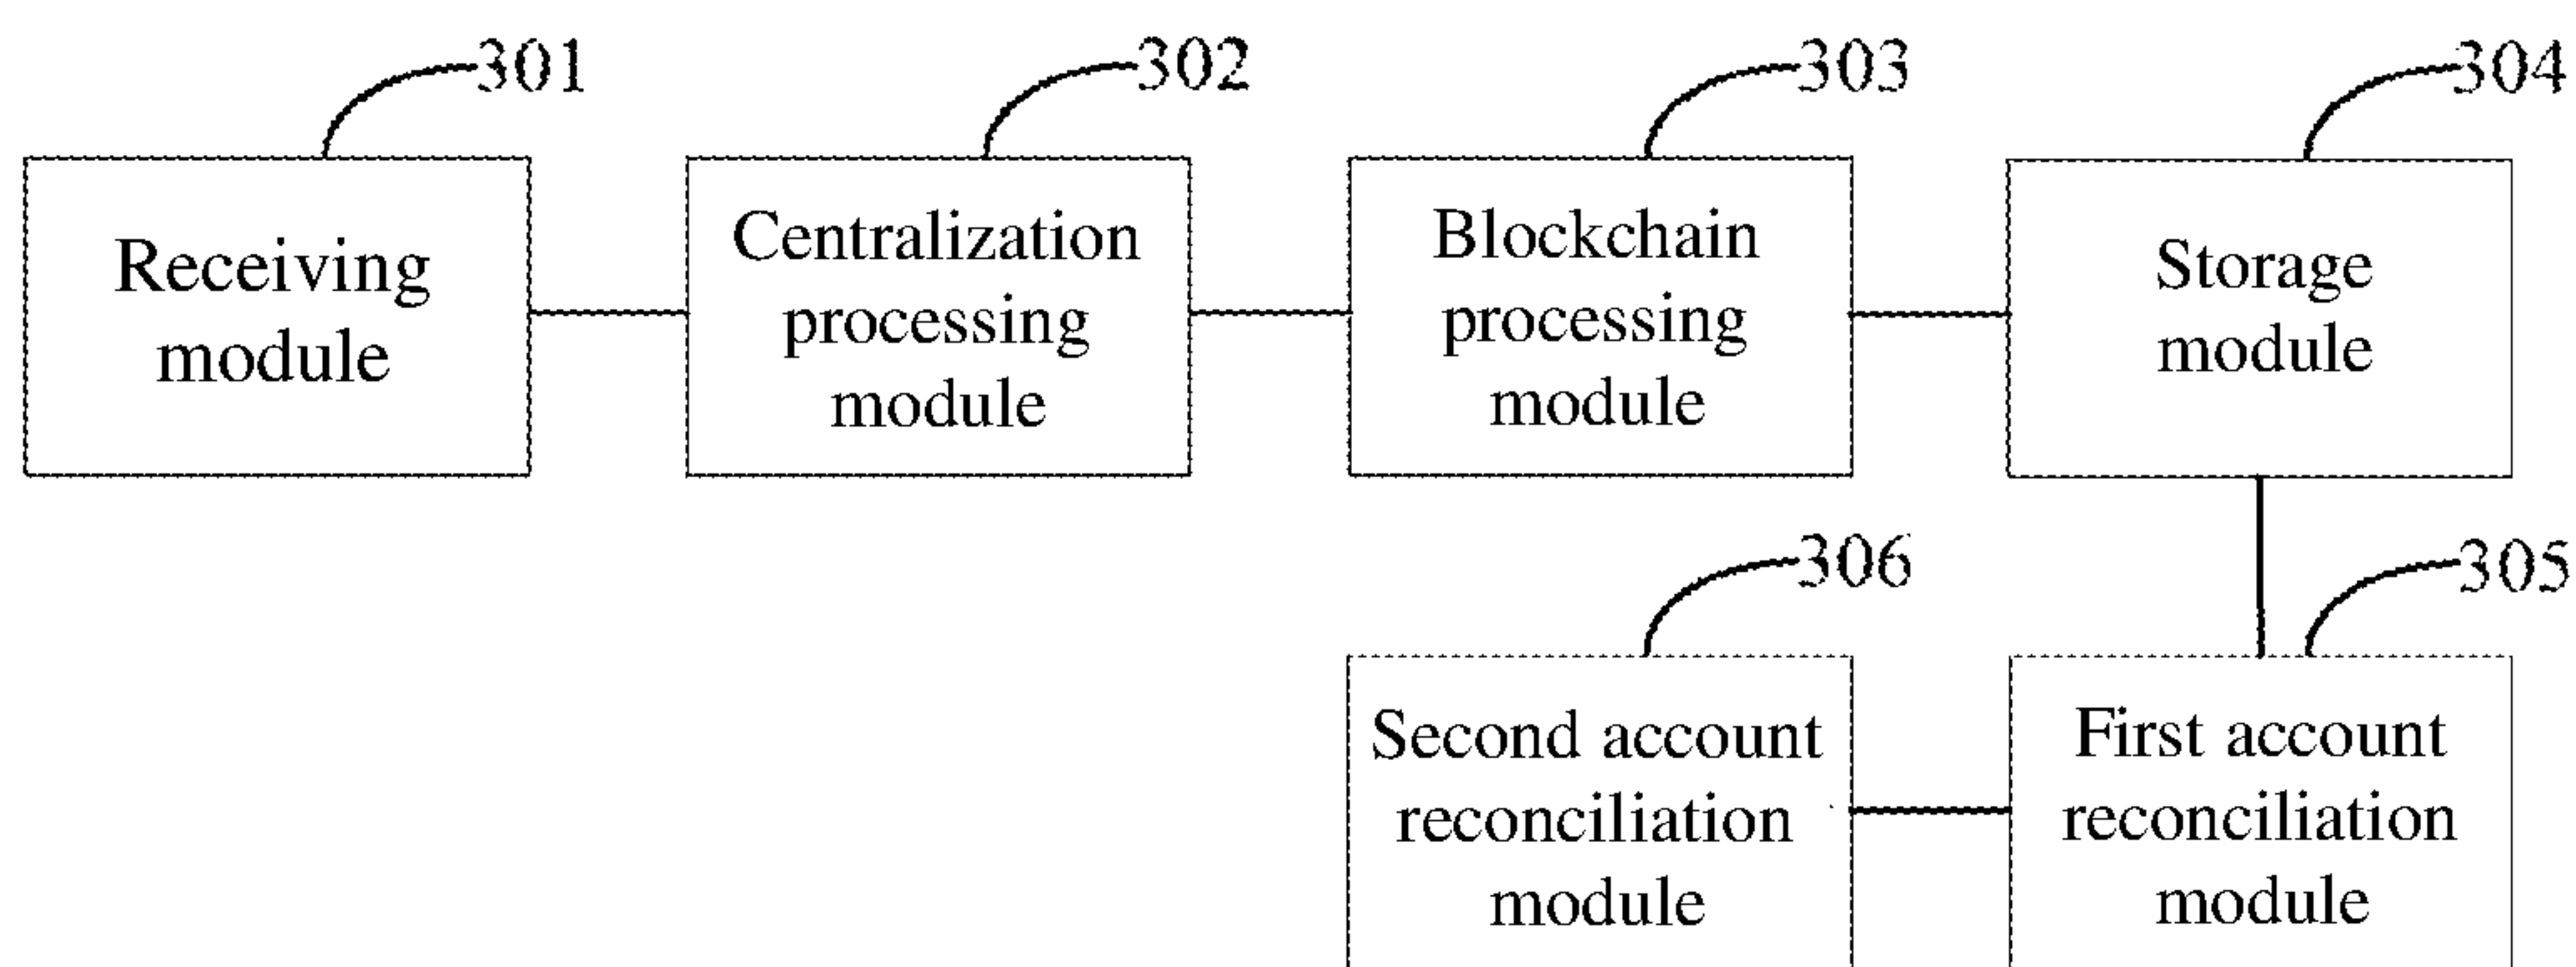 301
302
303
304
Receiving
module
Centralization
processing
module
Blockchain
processing
module
Storage
module
306
305
Second account
reconciliation
module
First account
reconciliation
module